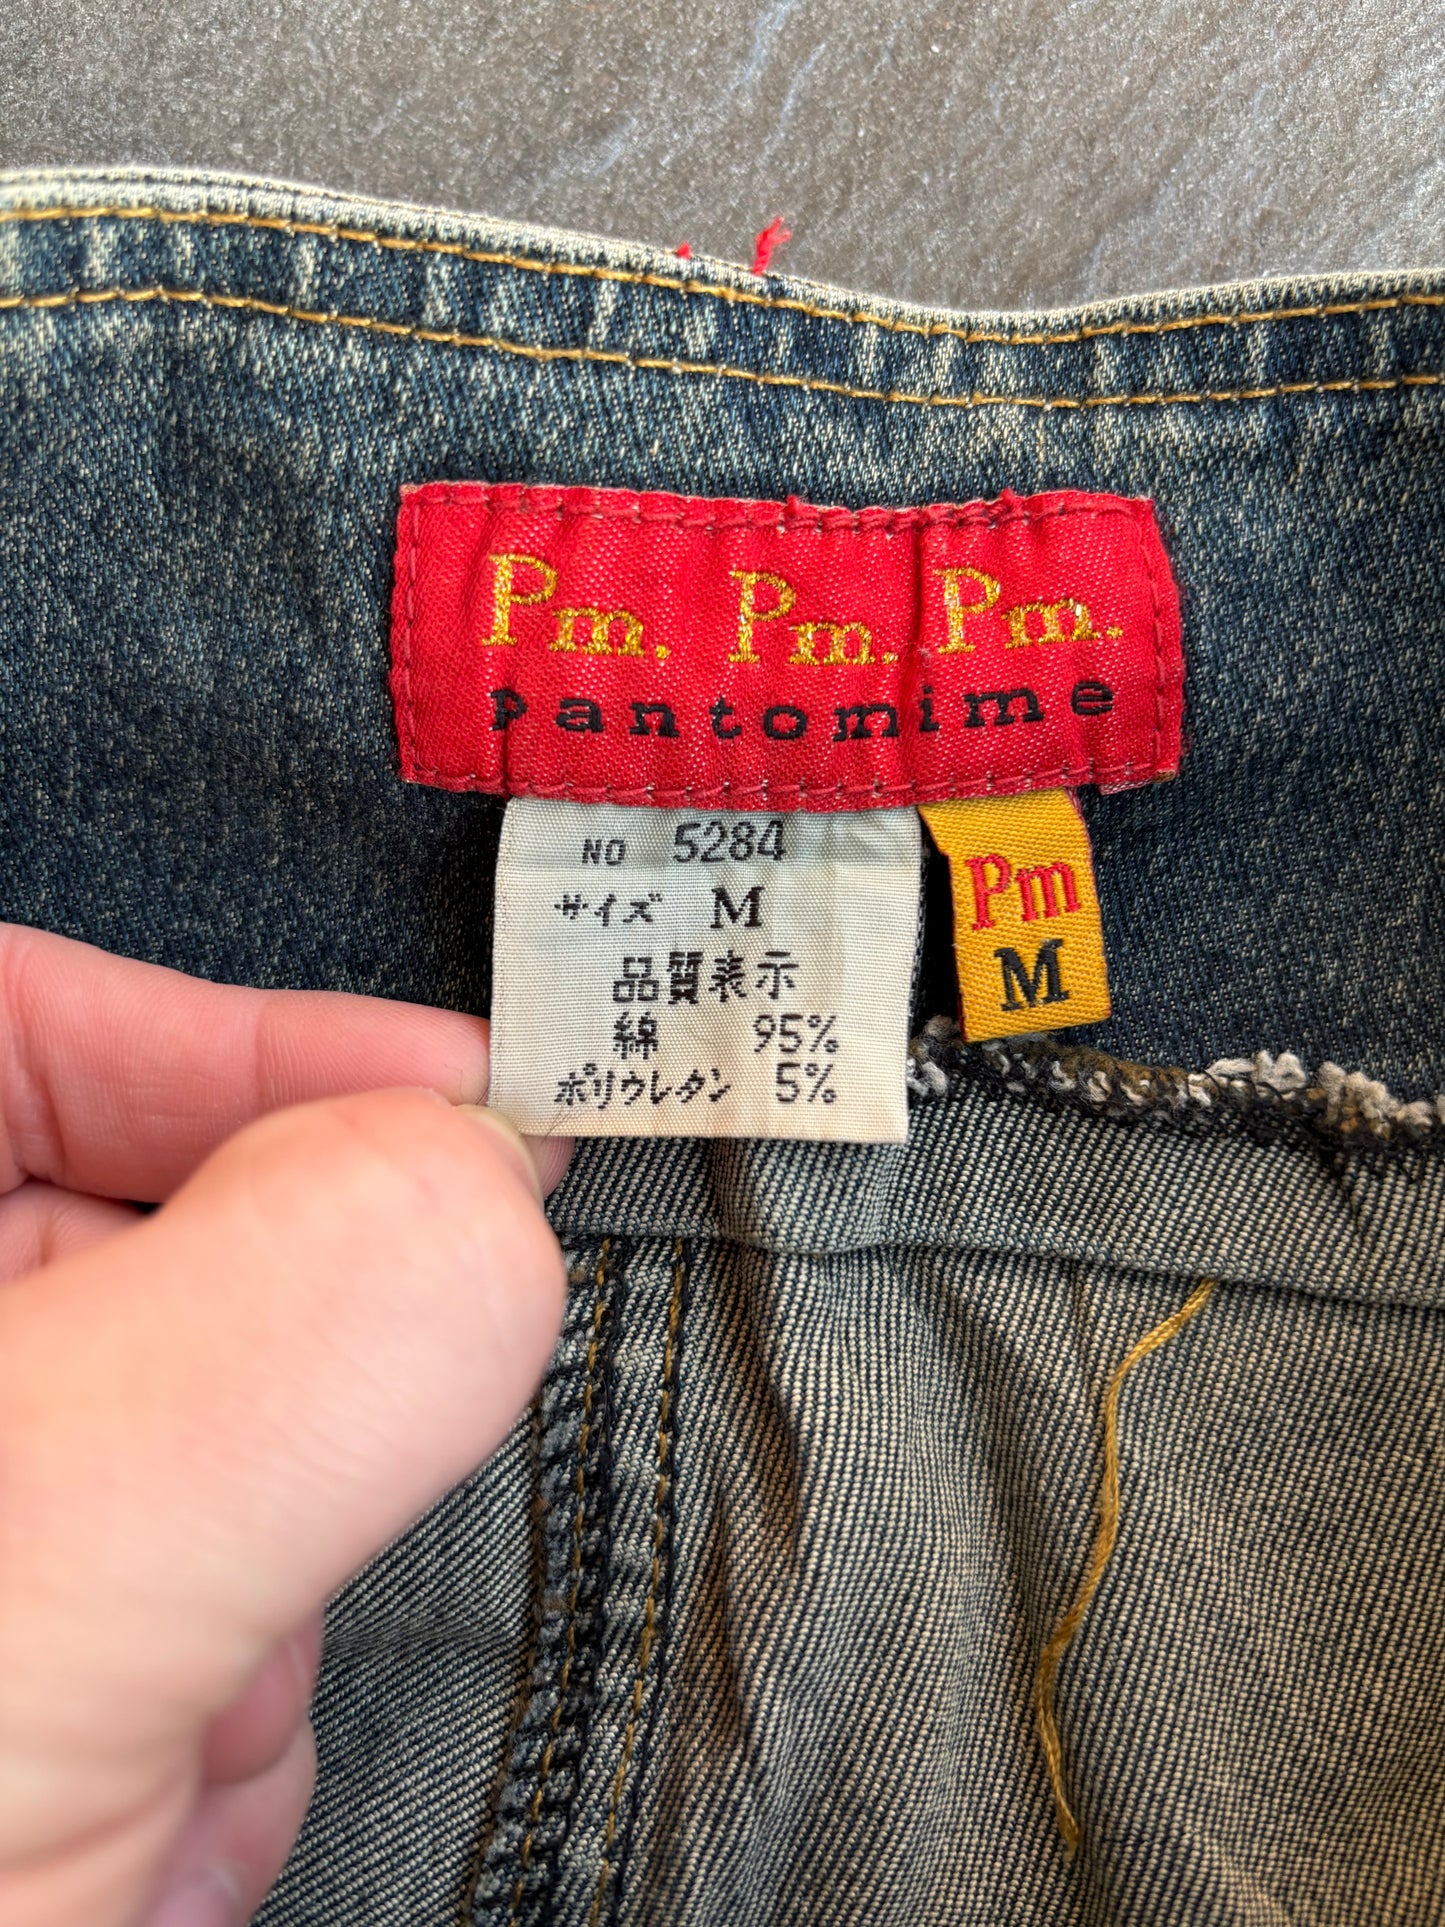 Pm. Pm. Pm.
pantomime
NO 5284
サイズ M
品質表示
綿 95%
ポリウレタン 5%
Pm
M